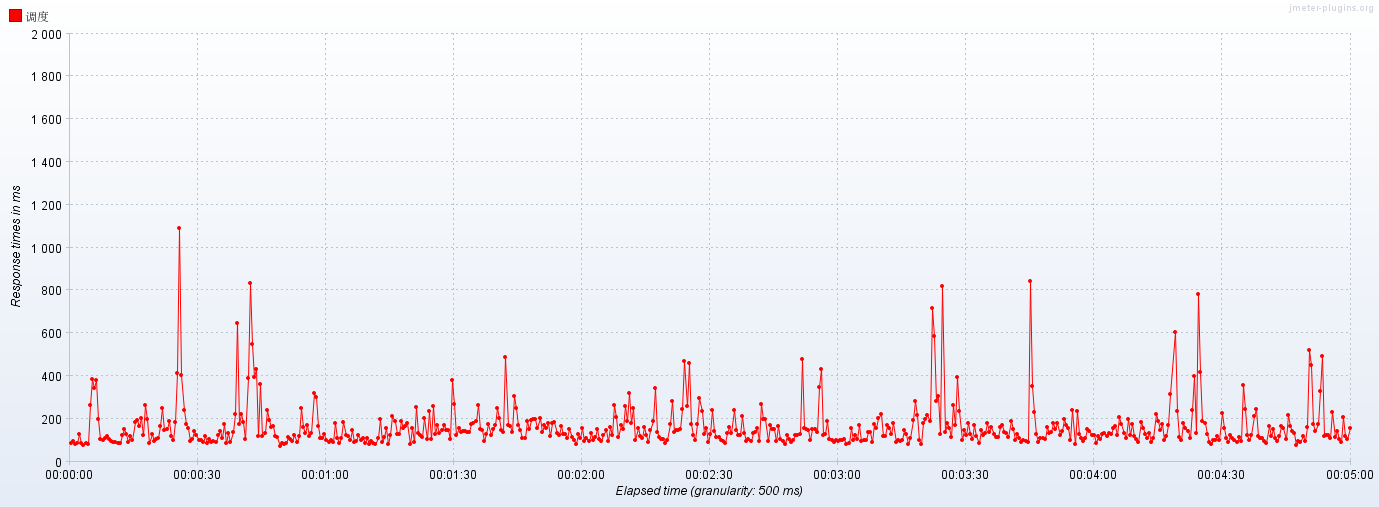 调度
jmeter-plugins.org
2 000
1 800
1 600
1 400
1 200
1 000
800
600
400
200
0
Response times in ms
00:00:00 00:00:30 00:01:00 00:01:30 00:02:00 00:02:30 00:03:00 00:03:30 00:04:00 00:04:30 00:05:00
Elapsed time (granularity: 500 ms)